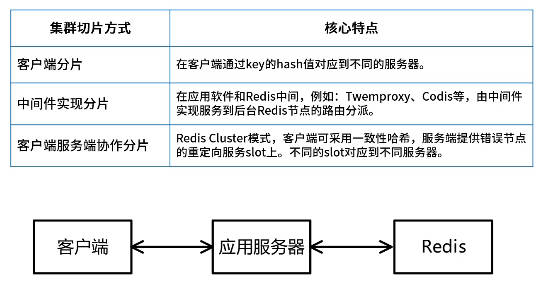 集群切片方式 核心特点
客户端分片 在客户端通过key的hash值对应到不同的服务器。
中间件实现分片 在应用软件和Redis中间，例如：Twemproxy、Codis等，由中间件
实现服务到后台Redis节点的路由分派。
客户端服务端协作分片 Redis Cluster模式，客户端可采用一致性哈希，服务端提供错误节点
的重定向服务slot上。不同的slot对应到不同服务器。
客户端 应用服务器 Redis